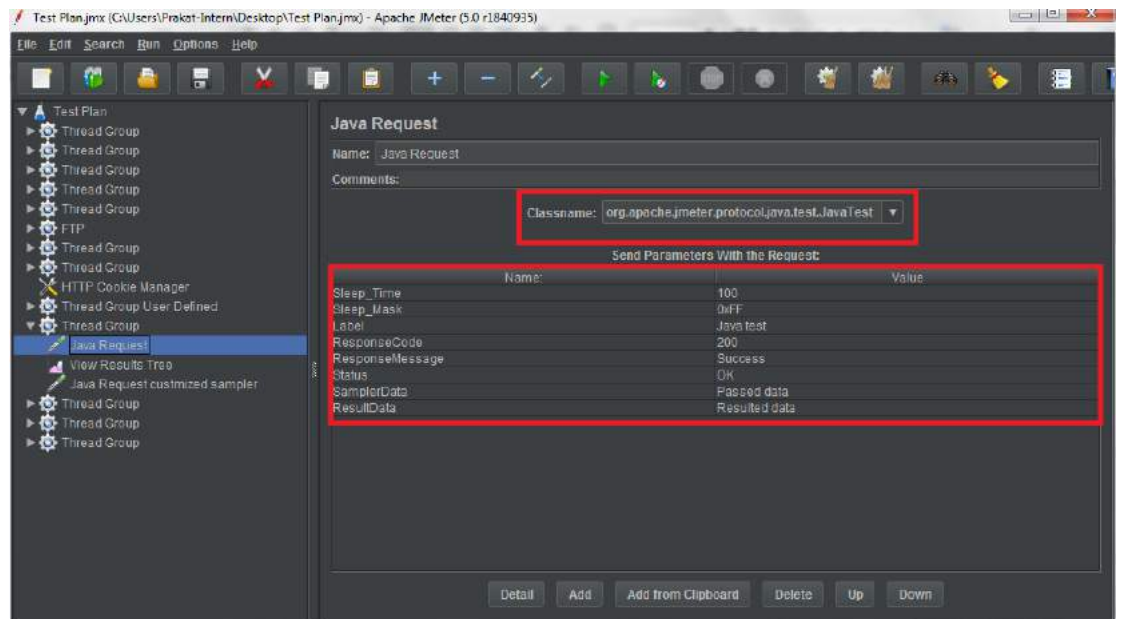 Test Plan.jmx (C:\Users\Prakat-Intern\Desktop\Test Plan.jmx) - Apache JMeter (5.0 r1840935)
File Edit Search Run Options Help
Test Plan
Thread Group
Thread Group
Thread Group
Thread Group
Thread Group
FTP
Thread Group
Thread Group
HTTP Cookie Manager
Thread Group User Defined
Thread Group
Java Request
View Results Tree
Java Request custmized sampler
Thread Group
Thread Group
Thread Group
Java Request
Name: Java Request
Comments:
Classname: org.apache.jmeter.protocol.java.test.JavaTest
Send Parameters With the Request:
Name: Value
Sleep_Time 100
Sleep_Mask 0xFF
Label Java test
ResponseCode 200
ResponseMessage Success
Status OK
SamplerData Passed data
ResultData Resulted data
Detail Add Add from Clipboard Delete Up Down